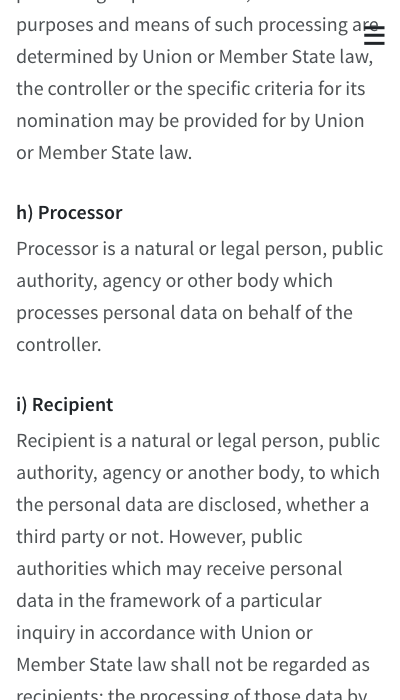 purposes and means of such processing are
determined by Union or Member State law,
the controller or the specific criteria for its
nomination may be provided for by Union
or Member State law.
h) Processor
Processor is a natural or legal person, public
authority, agency or other body which
processes personal data on behalf of the
controller.
i) Recipient
Recipient is a natural or legal person, public
authority, agency or another body, to which
the personal data are disclosed, whether a
third party or not. However, public
authorities which may receive personal
data in the framework of a particular
inquiry in accordance with Union or
Member State law shall not be regarded as
recipients; the processing of those data by